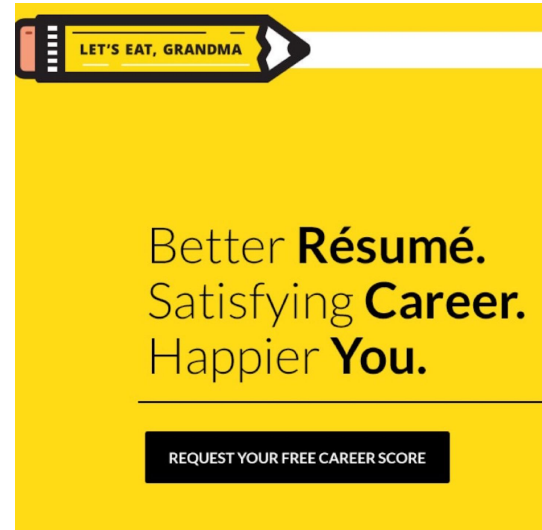 LET'S EAT, GRANDMA
Better Résumé.
Satisfying Career.
Happier You.
REQUEST YOUR FREE CAREER SCORE